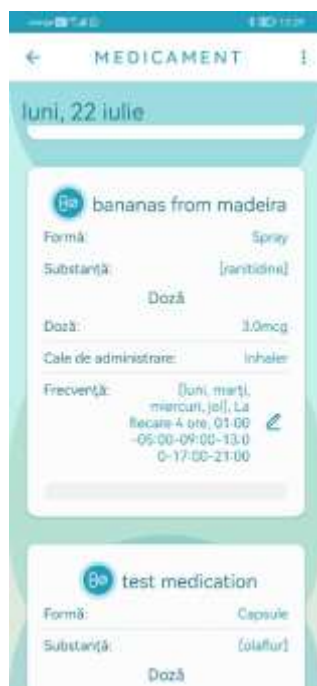 MEDICAMENT
luni, 22 iulie
bananas from madeira
Formă: Spray
Substanță: [ranitidine]
Doză
Doză: 3.0mcg
Cale de administrare: Inhaler
Frecvență: [luni, marți,
miercuri, joi], La
fiecare 4 ore, 01:00
-05:00-09:00-13:0
0-17:00-21:00
test medication
Formă: Capsule
Substanță: [olaflur]
Doză